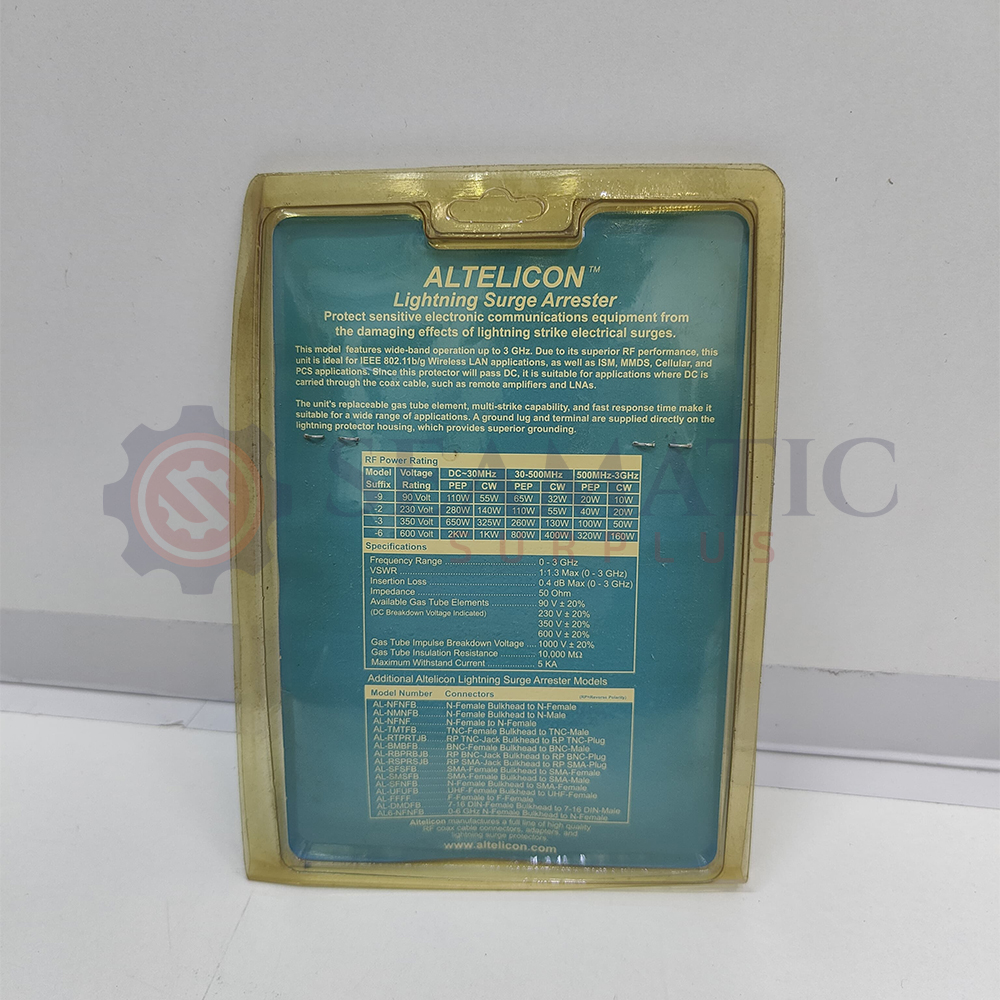 ALTELICON™
Lightning Surge Arrester
Protect sensitive electronic communications equipment from
the damaging effects of lightning strike electrical surges.
This model features wide-band operation up to 3 GHz. Due to its superior RF performance, this
unit is ideal for IEEE 802.11b/g Wireless LAN applications, as well as ISM, MMDS, Cellular, and
PCS applications. Since this protector will pass DC, it is suitable for applications where DC is
carried through the coax cable, such as remote amplifiers and LNAs.
The unit's replaceable gas tube element, multi-strike capability, and fast response time make it
suitable for a wide range of applications. A ground lug and terminal are supplied directly on the
lightning protector housing, which provides superior grounding.
SEAMATIC
SURPLUS
RF Power Rating
Model Voltage DC~30MHz 30-500MHz 500MHz-3GHz
Suffix Rating PEP CW PEP CW PEP CW
-9 90 Volt 110W 55W 65W 32W 20W 10W
-2 230 Volt 280W 140W 110W 55W 40W 20W
-3 350 Volt 650W 325W 260W 130W 100W 50W
-6 600 Volt 2KW 1KW 800W 400W 320W 160W
Specifications
Frequency Range ........................ 0 - 3 GHz
VSWR ........................ 1:1.3 Max (0 - 3 GHz)
Insertion Loss ........................ 0.4 dB Max (0 - 3 GHz)
Impedance ........................ 50 Ohm
Available Gas Tube Elements .............. 90 V ± 20%
(DC Breakdown Voltage Indicated) 230 V ± 20%
350 V ± 20%
600 V ± 20%
Gas Tube Impulse Breakdown Voltage .... 1000 V ± 20%
Gas Tube Insulation Resistance ............. 10,000 MΩ
Maximum Withstand Current .................. 5 KA
Additional Altelicon Lightning Surge Arrester Models
Model Number Connectors (RP=Reverse Polarity)
AL-NFNFB........N-Female Bulkhead to N-Female
AL-NMNFB........N-Female Bulkhead to N-Male
AL-NFNF........N-Female to N-Female
AL-TMTFB........TNC-Female Bulkhead to TNC-Male
AL-RTPRTJB....RP TNC-Jack Bulkhead to RP TNC-Plug
AL-BMBFB........BNC-Female Bulkhead to BNC-Male
AL-RBPRBJB....RP BNC-Jack Bulkhead to RP BNC-Plug
AL-RSPRSJB....RP SMA-Jack Bulkhead to RP SMA-Plug
AL-SFSFB........SMA-Female Bulkhead to SMA-Female
AL-SMSFB........SMA-Female Bulkhead to SMA-Male
AL-SFNFB........N-Female Bulkhead to SMA-Female
AL-UFUFB........UHF-Female Bulkhead to UHF-Female
AL-FFFF........F-Female to F-Female
AL-DMDFB........7-16 DIN-Female Bulkhead to 7-16 DIN-Male
AL6-NFNFB........0-6 GHz N-Female Bulkhead to N-Female
Altelicon manufactures a full line of high quality
RF coax cable connectors, adapters, and
lightning surge protectors.
www.altelicon.com